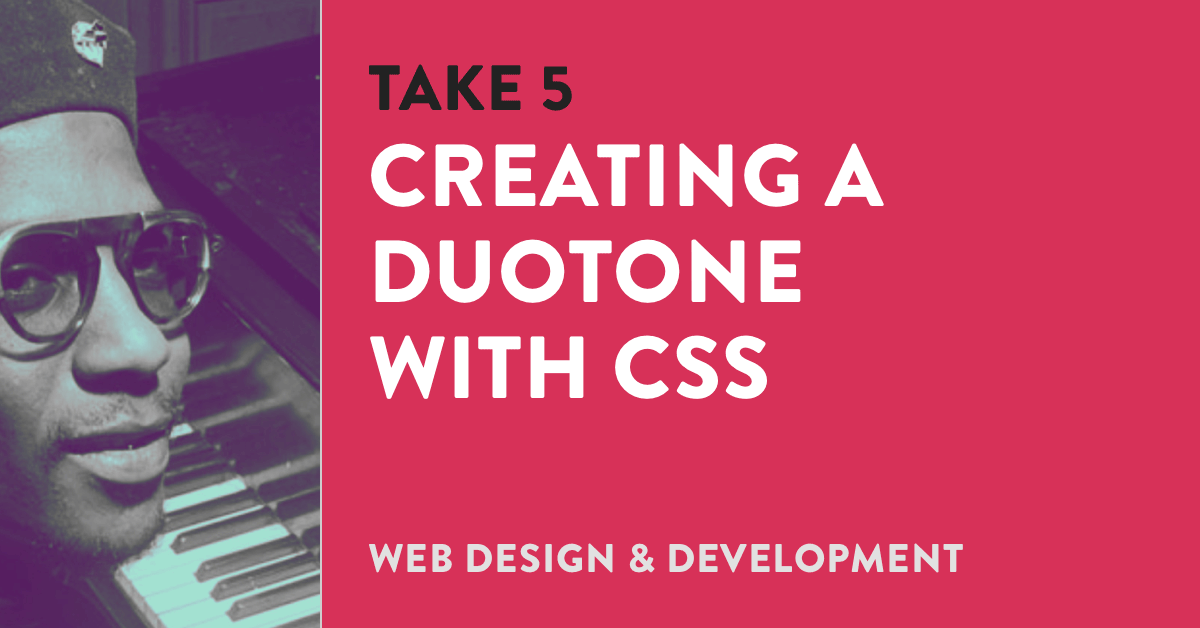 TAKE 5
CREATING A
DUOTONE
WITH CSS
WEB DESIGN & DEVELOPMENT